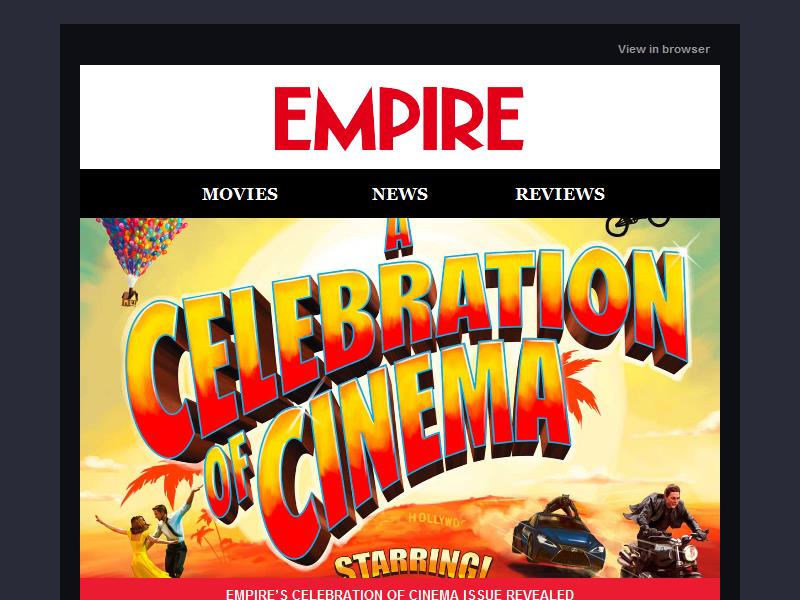 View in browser
EMPIRE
MOVIES NEWS REVIEWS
A
CELEBRATION
OF CINEMA
HOLLYWO
STARRING!
EMPIRE'S CELEBRATION OF CINEMA ISSUE REVEALED